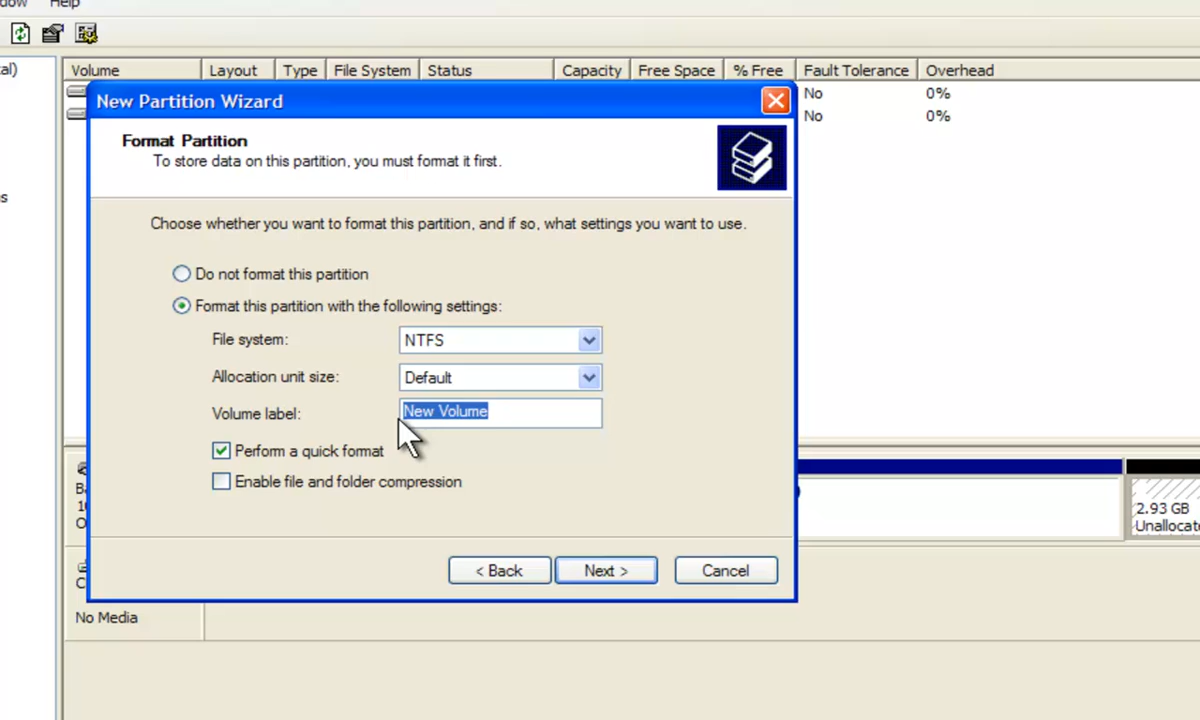 Help
al)
Volume Layout Type File System Status Capacity Free Space % Free Fault Tolerance Overhead
No 0%
No 0%
New Partition Wizard
Format Partition
To store data on this partition, you must format it first.
Choose whether you want to format this partition, and if so, what settings you want to use.
Do not format this partition
Format this partition with the following settings:
File system: NTFS
Allocation unit size: Default
Volume label: New Volume
Perform a quick format
Enable file and folder compression
< Back Next > Cancel
2.93 GB
Unallocat
No Media